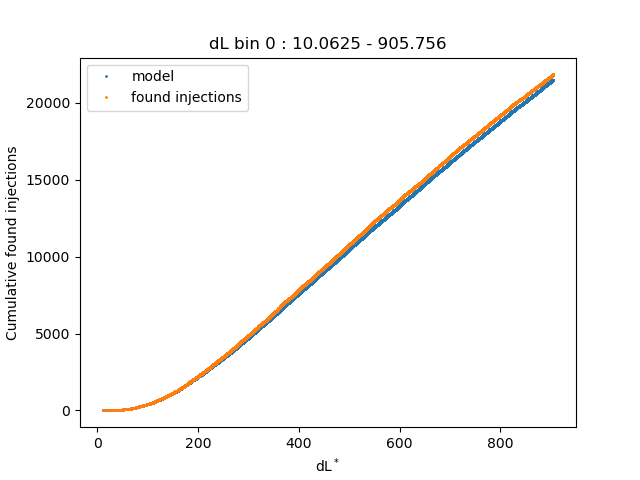 dL bin 0 : 10.0625 - 905.756
model
found injections
20000
15000
10000
5000
0
Cumulative found injections
0 200 400 600 800
dL*